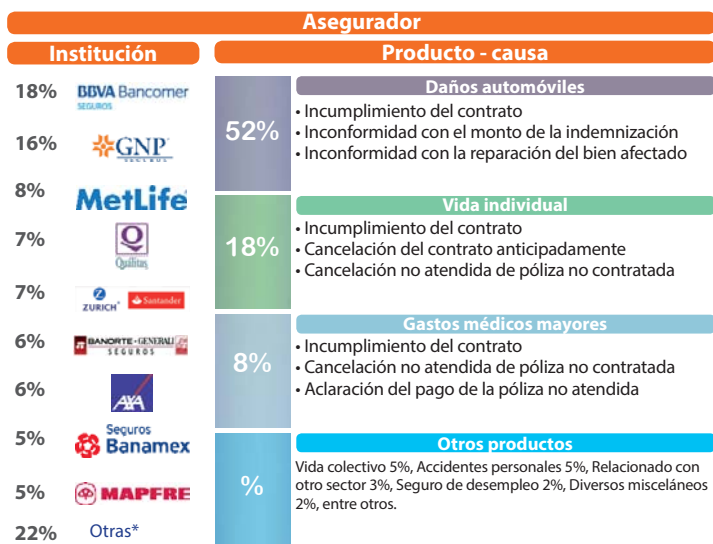 Asegurador
Institución
18% BBVA Bancomer
SEGUROS
16% GNP
SEGUROS
8% MetLife
7% Q
Quálitas
7% ZURICH Santander
6% BANORTE - GENERALI
SEGUROS
6% AXA
5% Seguros
Banamex
5% MAPFRE
22% Otras*
Producto - causa
52%
Daños automóviles
• Incumplimiento del contrato
• Inconformidad con el monto de la indemnización
• Inconformidad con la reparación del bien afectado
18%
Vida individual
• Incumplimiento del contrato
• Cancelación del contrato anticipadamente
• Cancelación no atendida de póliza no contratada
8%
Gastos médicos mayores
• Incumplimiento del contrato
• Cancelación no atendida de póliza no contratada
• Aclaración del pago de la póliza no atendida
%
Otros productos
Vida colectivo 5%, Accidentes personales 5%, Relacionado con
otro sector 3%, Seguro de desempleo 2%, Diversos misceláneos
2%, entre otros.